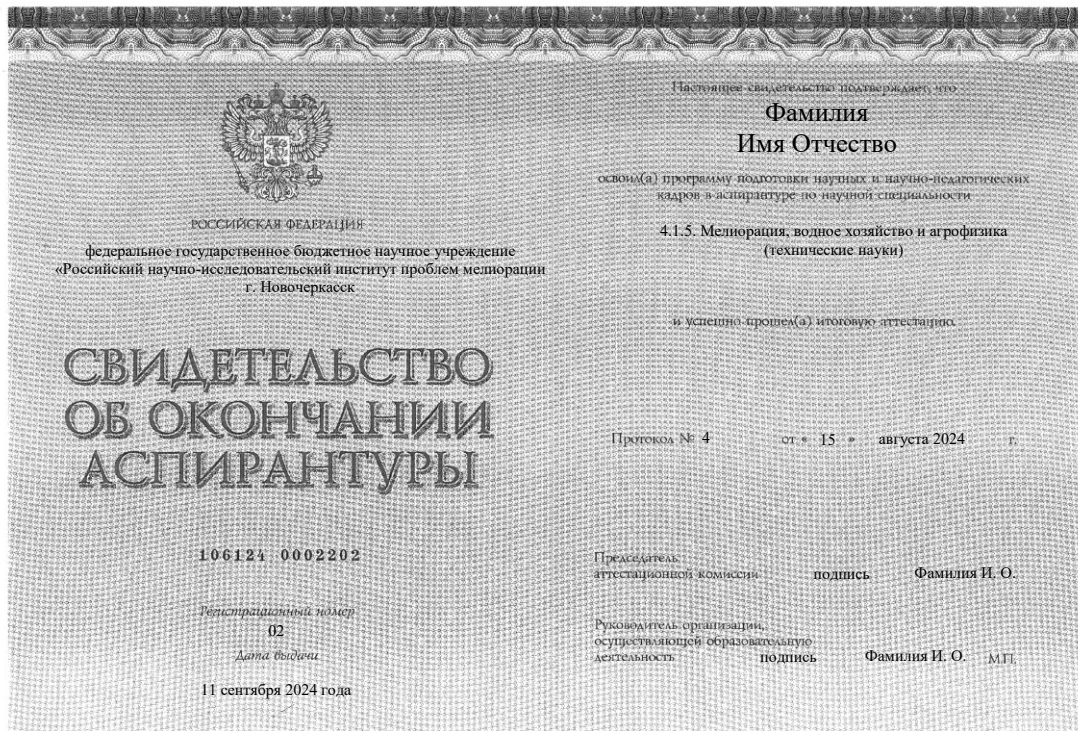 РОССИЙСКАЯ ФЕДЕРАЦИЯ
федеральное государственное бюджетное научное учреждение
«Российский научно-исследовательский институт проблем мелиорации
г. Новочеркасск
СВИДЕТЕЛЬСТВО
ОБ ОКОНЧАНИИ
АСПИРАНТУРЫ
106124 0002202
Регистрационный номер
02
Дата выдачи
11 сентября 2024 года
Настоящее свидетельство подтверждает, что
Фамилия
Имя Отчество
освоил(а) программу подготовки научных и научно-педагогических
кадров в аспирантуре по научной специальности
4.1.5. Мелиорация, водное хозяйство и агрофизика
(технические науки)
и успешно прошел(а) итоговую аттестацию.
Протокол № 4 от « 15 » августа 2024 г.
Председатель
аттестационной комиссии подпись Фамилия И. О.
Руководитель организации,
осуществляющей образовательную
деятельность подпись Фамилия И. О. М.П.